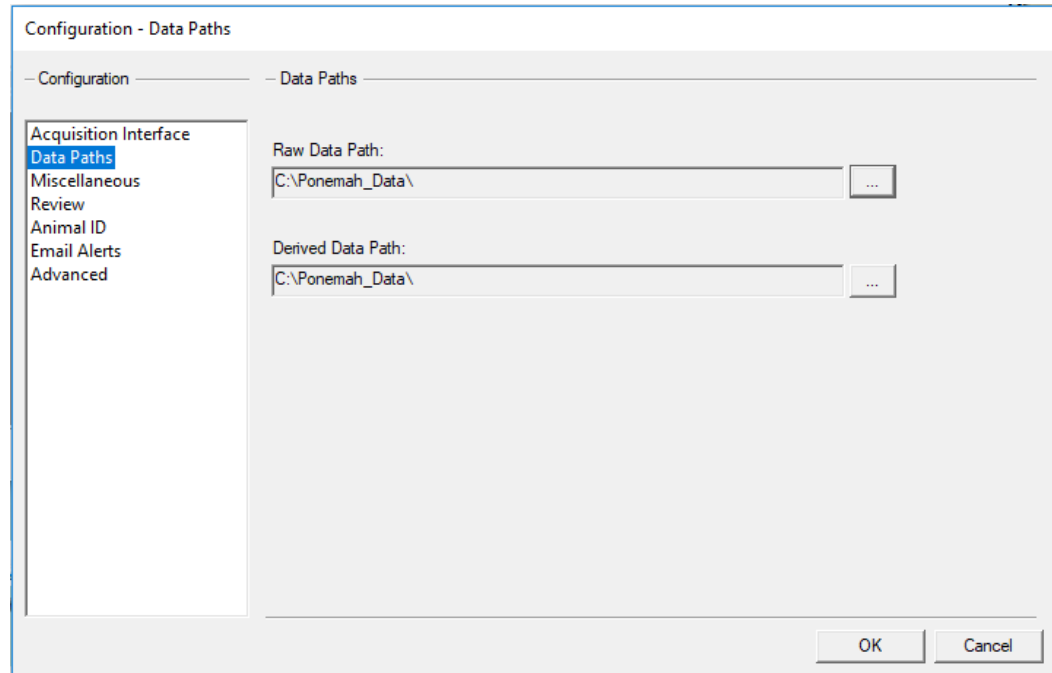 Configuration - Data Paths
Configuration
Data Paths
Acquisition Interface
Data Paths
Miscellaneous
Review
Animal ID
Email Alerts
Advanced
Raw Data Path:
C:\Ponemah_Data\
...
Derived Data Path:
C:\Ponemah_Data\
...
OK
Cancel